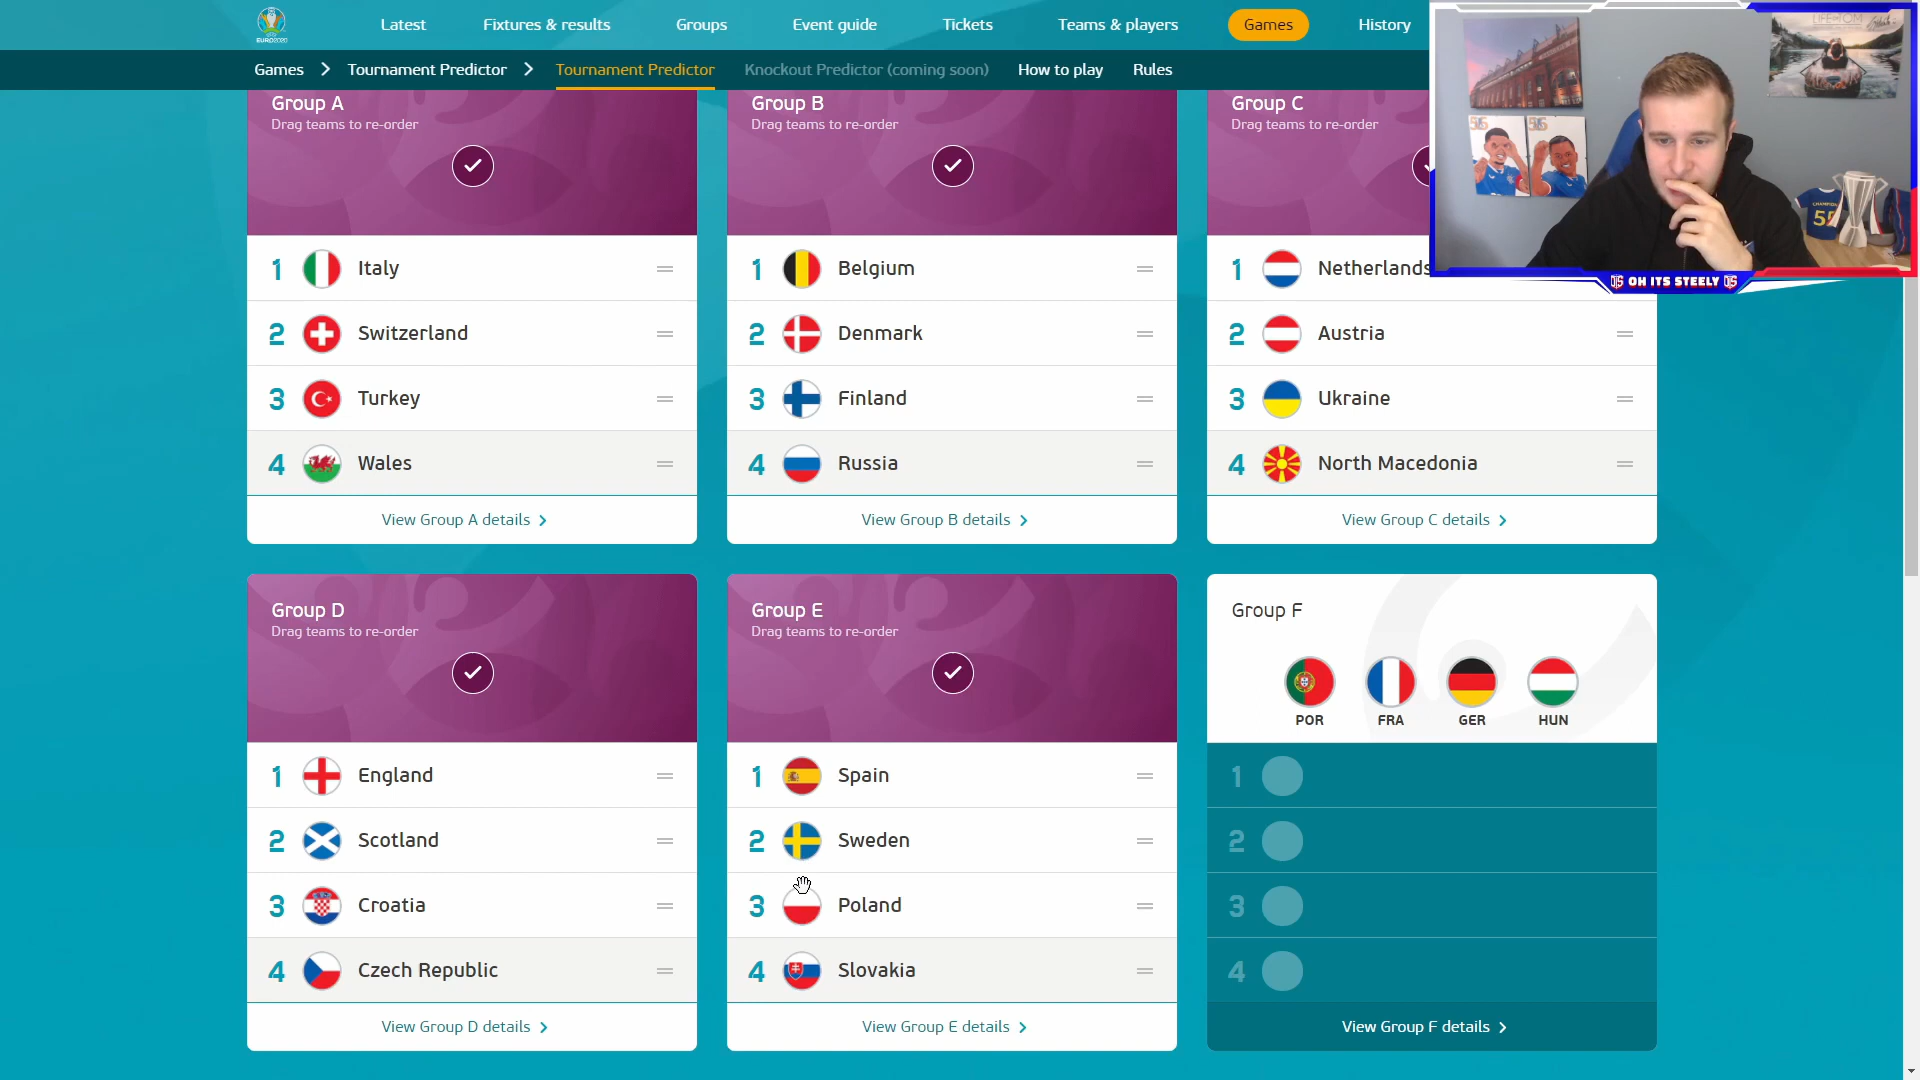 EURO2020
Latest
Fixtures & results
Groups
Event guide
Tickets
Teams & players
Games
History
Games
Tournament Predictor
Tournament Predictor
Knockout Predictor (coming soon)
How to play
Rules
Group A
Drag teams to re-order
1 Italy
2 Switzerland
3 Turkey
4 Wales
View Group A details
Group B
Drag teams to re-order
1 Belgium
2 Denmark
3 Finland
4 Russia
View Group B details
Group C
Drag teams to re-order
1 Netherlands
2 Austria
3 Ukraine
4 North Macedonia
View Group C details
Group D
Drag teams to re-order
1 England
2 Scotland
3 Croatia
4 Czech Republic
View Group D details
Group E
Drag teams to re-order
1 Spain
2 Sweden
3 Poland
4 Slovakia
View Group E details
Group F
POR FRA GER HUN
1
2
3
4
View Group F details
55
55
55
OH ITS STEELY